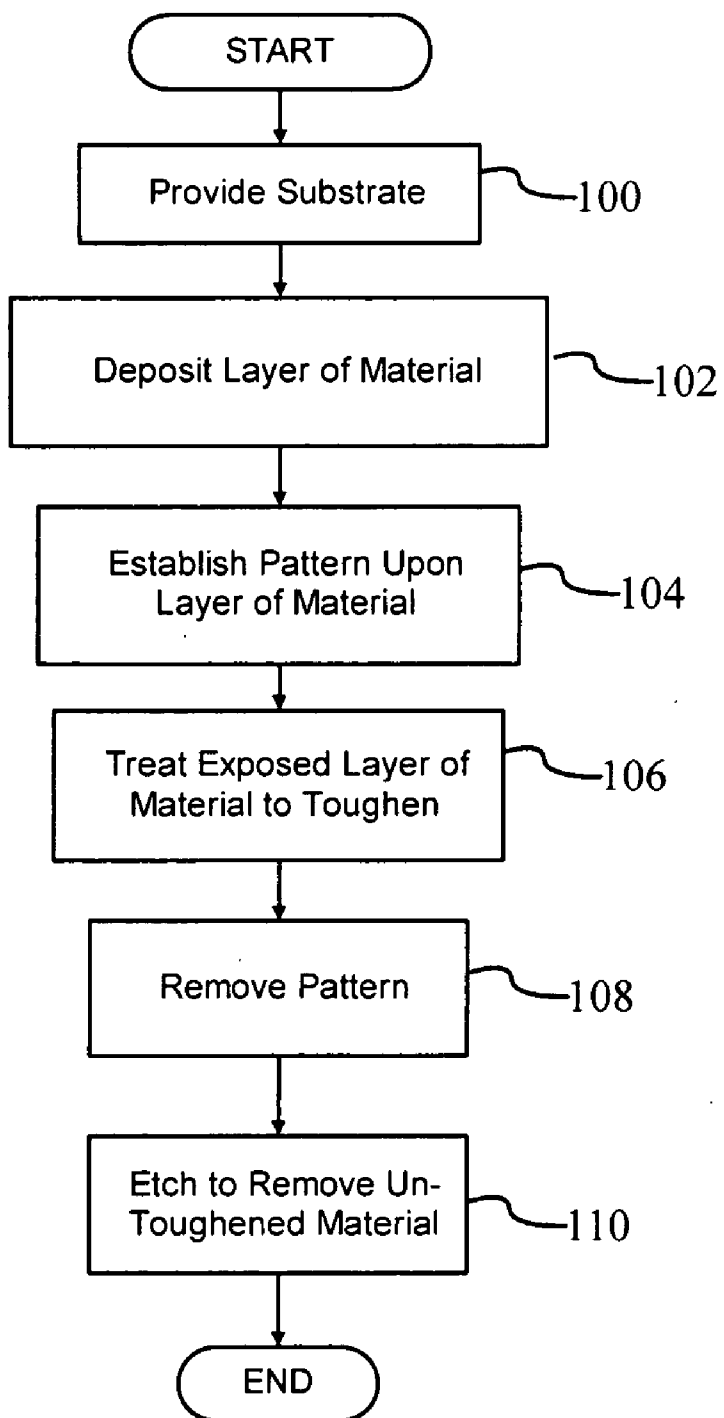 START
Provide Substrate
100
Deposit Layer of Material
102
Establish Pattern Upon
Layer of Material
104
Treat Exposed Layer of
Material to Toughen
106
Remove Pattern
108
Etch to Remove Un-
Toughened Material
110
END